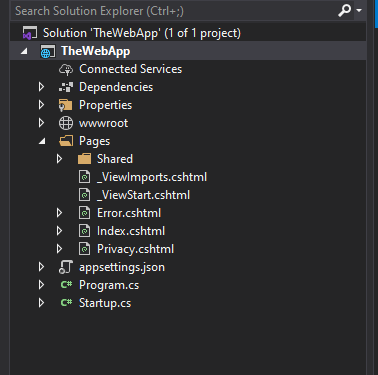 Search Solution Explorer (Ctrl+;)
Solution 'TheWebApp' (1 of 1 project)
TheWebApp
Connected Services
Dependencies
Properties
wwwroot
Pages
Shared
_ViewImports.cshtml
_ViewStart.cshtml
Error.cshtml
Index.cshtml
Privacy.cshtml
appsettings.json
C# Program.cs
C# Startup.cs